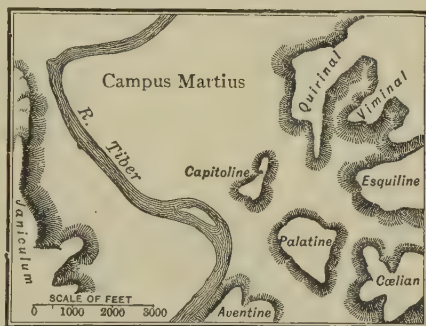 Campus Martius
Quirinal
Viminal
R. Tiber
Capitoline
Esquiline
Janiculum
Palatine
Cœlian
SCALE OF FEET
0 1000 2000 3000
Aventine